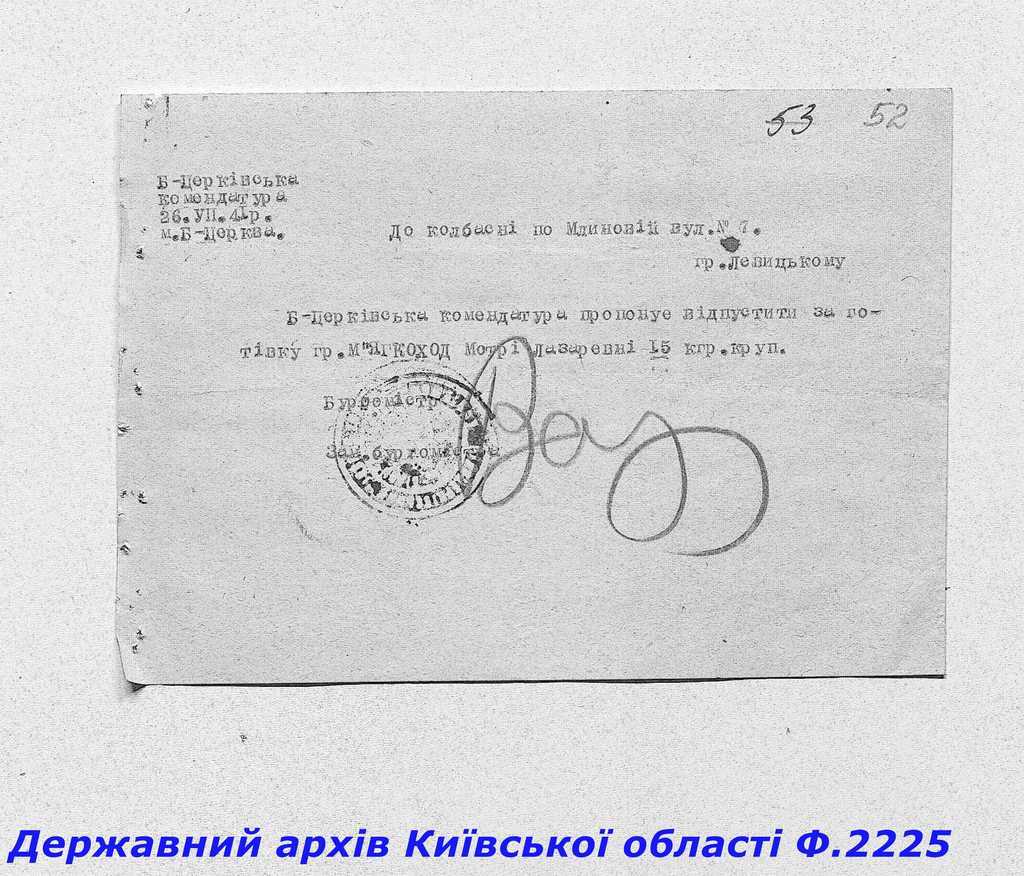 53 52
Б-Церківська
комендатура
26.УП.41р.
м.Б-Церква.
До колбасні по Млиновій вул.№ 7.
гр.Левицькому
Б-Церківська комендатура пропонує відпустити за го-
тівку гр.М"ЯГКОХОД Мотрі Лазаревні 15 кгр.круп.
Бургомістр
Зам.бургомістра
Державний архів Київської області Ф.2225